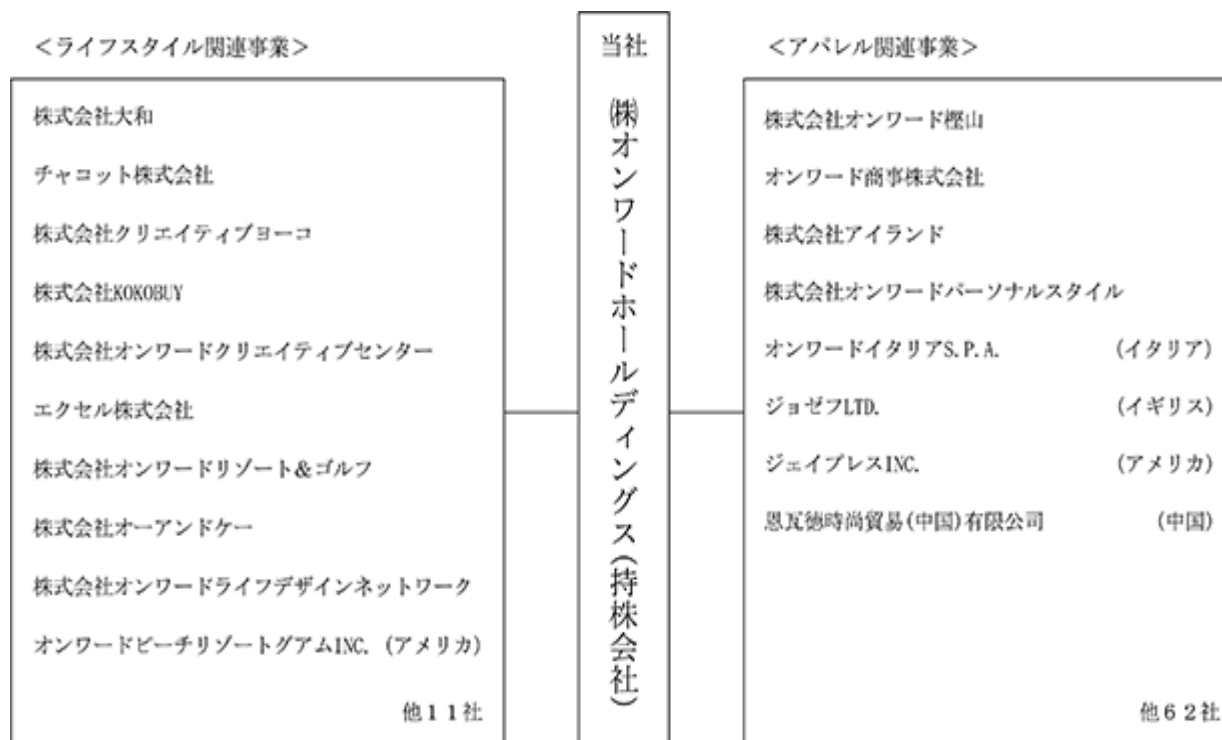 <ライフスタイル関連事業>
株式会社大和
チャコット株式会社
株式会社クリエイティブヨーコ
株式会社KOKOBUY
株式会社オンワードクリエイティブセンター
エクセル株式会社
株式会社オンワードリゾート&ゴルフ
株式会社オーアンドケー
株式会社オンワードライフデザインネットワーク
オンワードビーチリゾートグアムINC. (アメリカ)
他11社
当社
㈱オンワードホールディングス(持株会社)
<アパレル関連事業>
株式会社オンワード樫山
オンワード商事株式会社
株式会社アイランド
株式会社オンワードパーソナルスタイル
オンワードイタリアS.P.A. (イタリア)
ジョゼフLTD. (イギリス)
ジェイプレスINC. (アメリカ)
恩瓦徳時尚貿易(中国)有限公司 (中国)
他62社